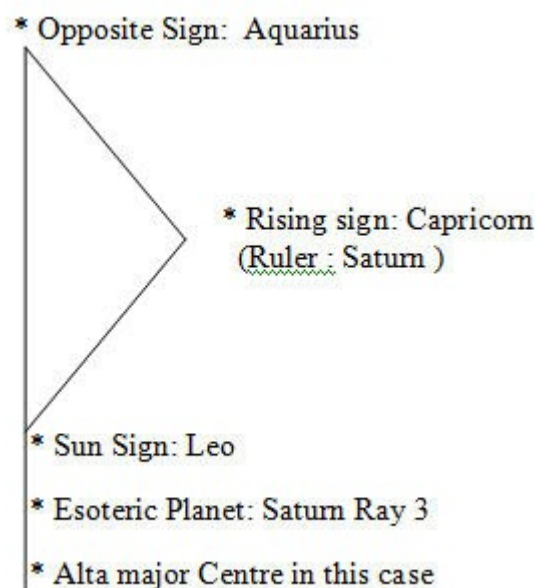 * Opposite Sign:  Aquarius
* Rising sign: Capricorn
(Ruler : Saturn )
* Sun Sign: Leo
* Esoteric Planet: Saturn Ray 3
* Alta major Centre in this case